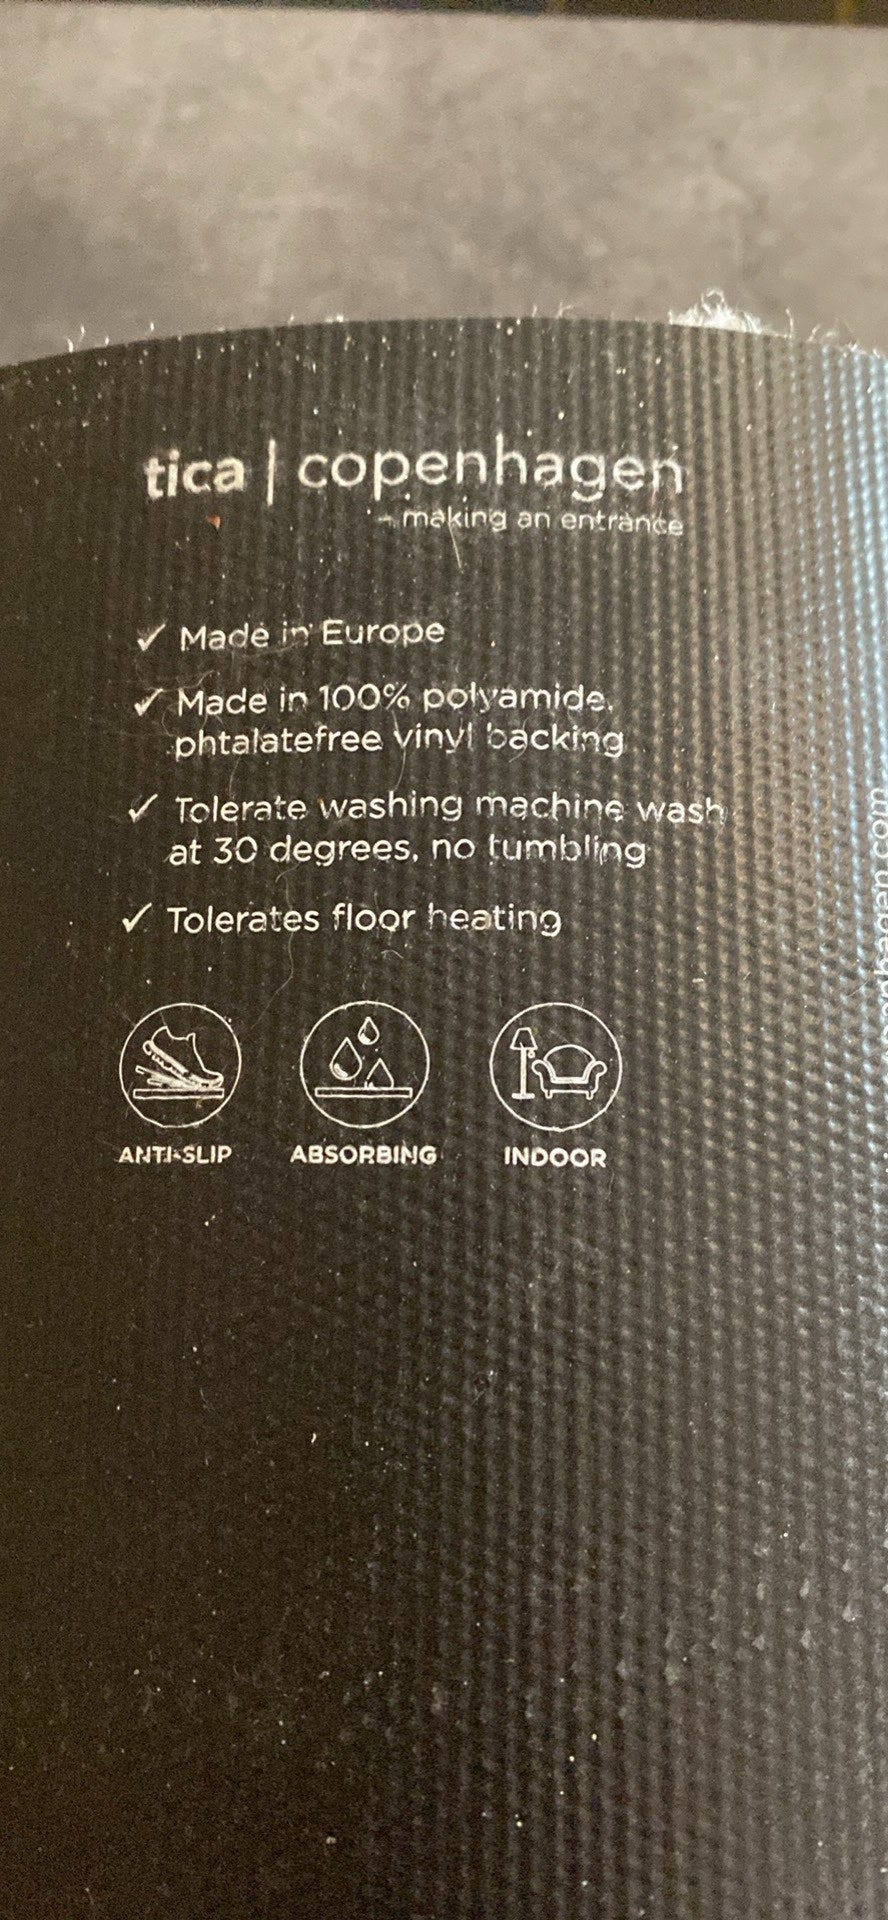 tica | copenhagen
- making an entrance
✓ Made in Europe
✓ Made in 100% polyamide,
phtalatefree vinyl backing
✓ Tolerate washing machine wash
at 30 degrees, no tumbling
✓ Tolerates floor heating
ANTI-SLIP ABSORBING INDOOR